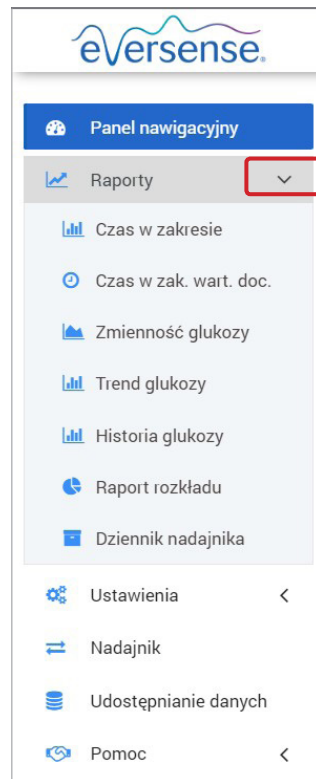 eversense.
Panel nawigacyjny
Raporty
Czas w zakresie
Czas w zak. wart. doc.
Zmienność glukozy
Trend glukozy
Historia glukozy
Raport rozkładu
Dziennik nadajnika
Ustawienia
Nadajnik
Udostępnianie danych
Pomoc